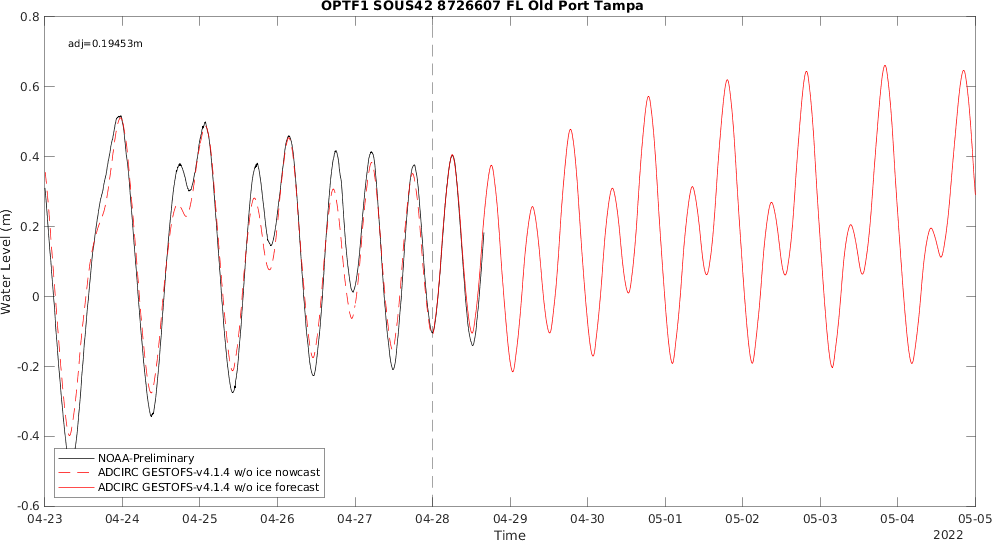 OPTF1 SOUS42 8726607 FL Old Port Tampa
adj=0.19453m
0.8
0.6
0.4
0.2
0
-0.2
-0.4
-0.6
Water Level (m)
NOAA-Preliminary
ADCIRC GESTOFS-v4.1.4 w/o ice nowcast
ADCIRC GESTOFS-v4.1.4 w/o ice forecast
04-23 04-24 04-25 04-26 04-27 04-28 04-29 04-30 05-01 05-02 05-03 05-04 05-05
Time
2022